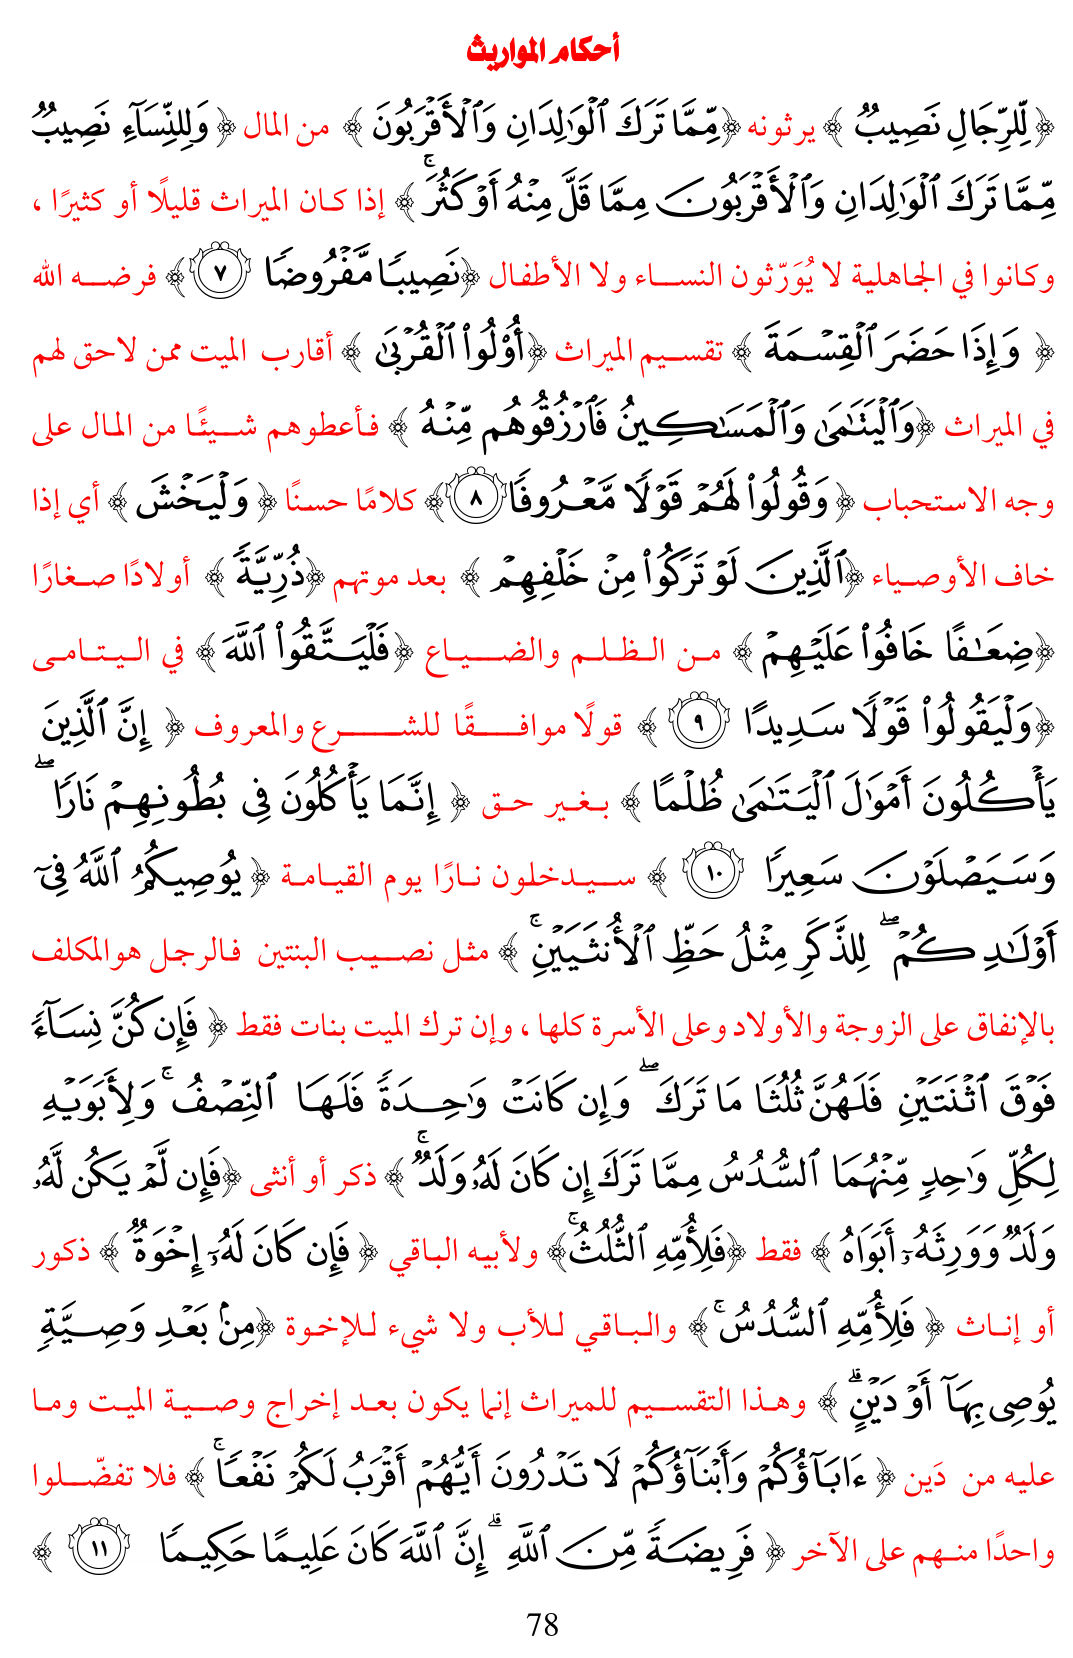 أحكام المواريث
﴿ لِّلرِّجَالِ نَصِيبٌ ﴾ يرثونه ﴿ مِّمَّا تَرَكَ ٱلْوَٰلِدَانِ وَٱلْأَقْرَبُونَ ﴾ من المال ﴿ وَلِلنِّسَآءِ نَصِيبٌ
مِّمَّا تَرَكَ ٱلْوَٰلِدَانِ وَٱلْأَقْرَبُونَ مِمَّا قَلَّ مِنْهُ أَوْ كَثُرَ ۚ ﴾ إذا كان الميراث قليلًا أو كثيرًا ،
وكانوا في الجاهلية لا يُوَرّثون النساء ولا الأطفال ﴿ نَصِيبًا مَّفْرُوضًا ٧ ﴾ فرضه الله
﴿ وَإِذَا حَضَرَ ٱلْقِسْمَةَ ﴾ تقسيم الميراث ﴿ أُو۟لُوا۟ ٱلْقُرْبَىٰ ﴾ أقارب الميت ممن لاحق لهم
في الميراث ﴿ وَٱلْيَتَٰمَىٰ وَٱلْمَسَٰكِينُ فَٱرْزُقُوهُم مِّنْهُ ﴾ فأعطوهم شيئًا من المال على
وجه الاستحباب ﴿ وَقُولُوا۟ لَهُمْ قَوْلًا مَّعْرُوفًا ٨ ﴾ كلامًا حسنًا ﴿ وَلْيَخْشَ ﴾ أي إذا
خاف الأوصياء ﴿ ٱلَّذِينَ لَوْ تَرَكُوا۟ مِنْ خَلْفِهِمْ ﴾ بعد موتهم ﴿ ذُرِّيَّةً ﴾ أولادًا صغارًا
﴿ ضِعَٰفًا خَافُوا۟ عَلَيْهِمْ ﴾ من الظلم والضياع ﴿ فَلْيَتَّقُوا۟ ٱللَّهَ ﴾ في اليتامى
﴿ وَلْيَقُولُوا۟ قَوْلًا سَدِيدًا ٩ ﴾ قولًا موافقًا للشرع والمعروف ﴿ إِنَّ ٱلَّذِينَ
يَأْكُلُونَ أَمْوَٰلَ ٱلْيَتَٰمَىٰ ظُلْمًا ﴾ بغير حق ﴿ إِنَّمَا يَأْكُلُونَ فِى بُطُونِهِمْ نَارًا ۖ
وَسَيَصْلَوْنَ سَعِيرًا ١٠ ﴾ سيدخلون نارًا يوم القيامة ﴿ يُوصِيكُمُ ٱللَّهُ فِىٓ
أَوْلَٰدِكُمْ ۖ لِلذَّكَرِ مِثْلُ حَظِّ ٱلْأُنثَيَيْنِ ۚ ﴾ مثل نصيب البنتين فالرجل هوالمكلف
بالإنفاق على الزوجة والأولاد وعلى الأسرة كلها ، وإن ترك الميت بنات فقط ﴿ فَإِن كُنَّ نِسَآءً
فَوْقَ ٱثْنَتَيْنِ فَلَهُنَّ ثُلُثَا مَا تَرَكَ ۖ وَإِن كَانَتْ وَٰحِدَةً فَلَهَا ٱلنِّصْفُ ۚ وَلِأَبَوَيْهِ
لِكُلِّ وَٰحِدٍ مِّنْهُمَا ٱلسُّدُسُ مِمَّا تَرَكَ إِن كَانَ لَهُۥ وَلَدٌ ۚ ﴾ ذكر أو أنثى ﴿ فَإِن لَّمْ يَكُن لَّهُۥ
وَلَدٌ وَوَرِثَهُۥٓ أَبَوَاهُ ﴾ فقط ﴿ فَلِأُمِّهِ ٱلثُّلُثُ ۚ ﴾ ولأبيه الباقي ﴿ فَإِن كَانَ لَهُۥٓ إِخْوَةٌ ﴾ ذكور
أو إناث ﴿ فَلِأُمِّهِ ٱلسُّدُسُ ۚ ﴾ والباقي للأب ولا شيء للإخوة ﴿ مِنۢ بَعْدِ وَصِيَّةٍ
يُوصِى بِهَآ أَوْ دَيْنٍ ۗ ﴾ وهذا التقسيم للميراث إنما يكون بعد إخراج وصية الميت وما
عليه من دَين ﴿ ءَابَآؤُكُمْ وَأَبْنَآؤُكُمْ لَا تَدْرُونَ أَيُّهُمْ أَقْرَبُ لَكُمْ نَفْعًا ۚ ﴾ فلا تفضّلوا
واحدًا منهم على الآخر ﴿ فَرِيضَةً مِّنَ ٱللَّهِ ۗ إِنَّ ٱللَّهَ كَانَ عَلِيمًا حَكِيمًا ١١ ﴾
78